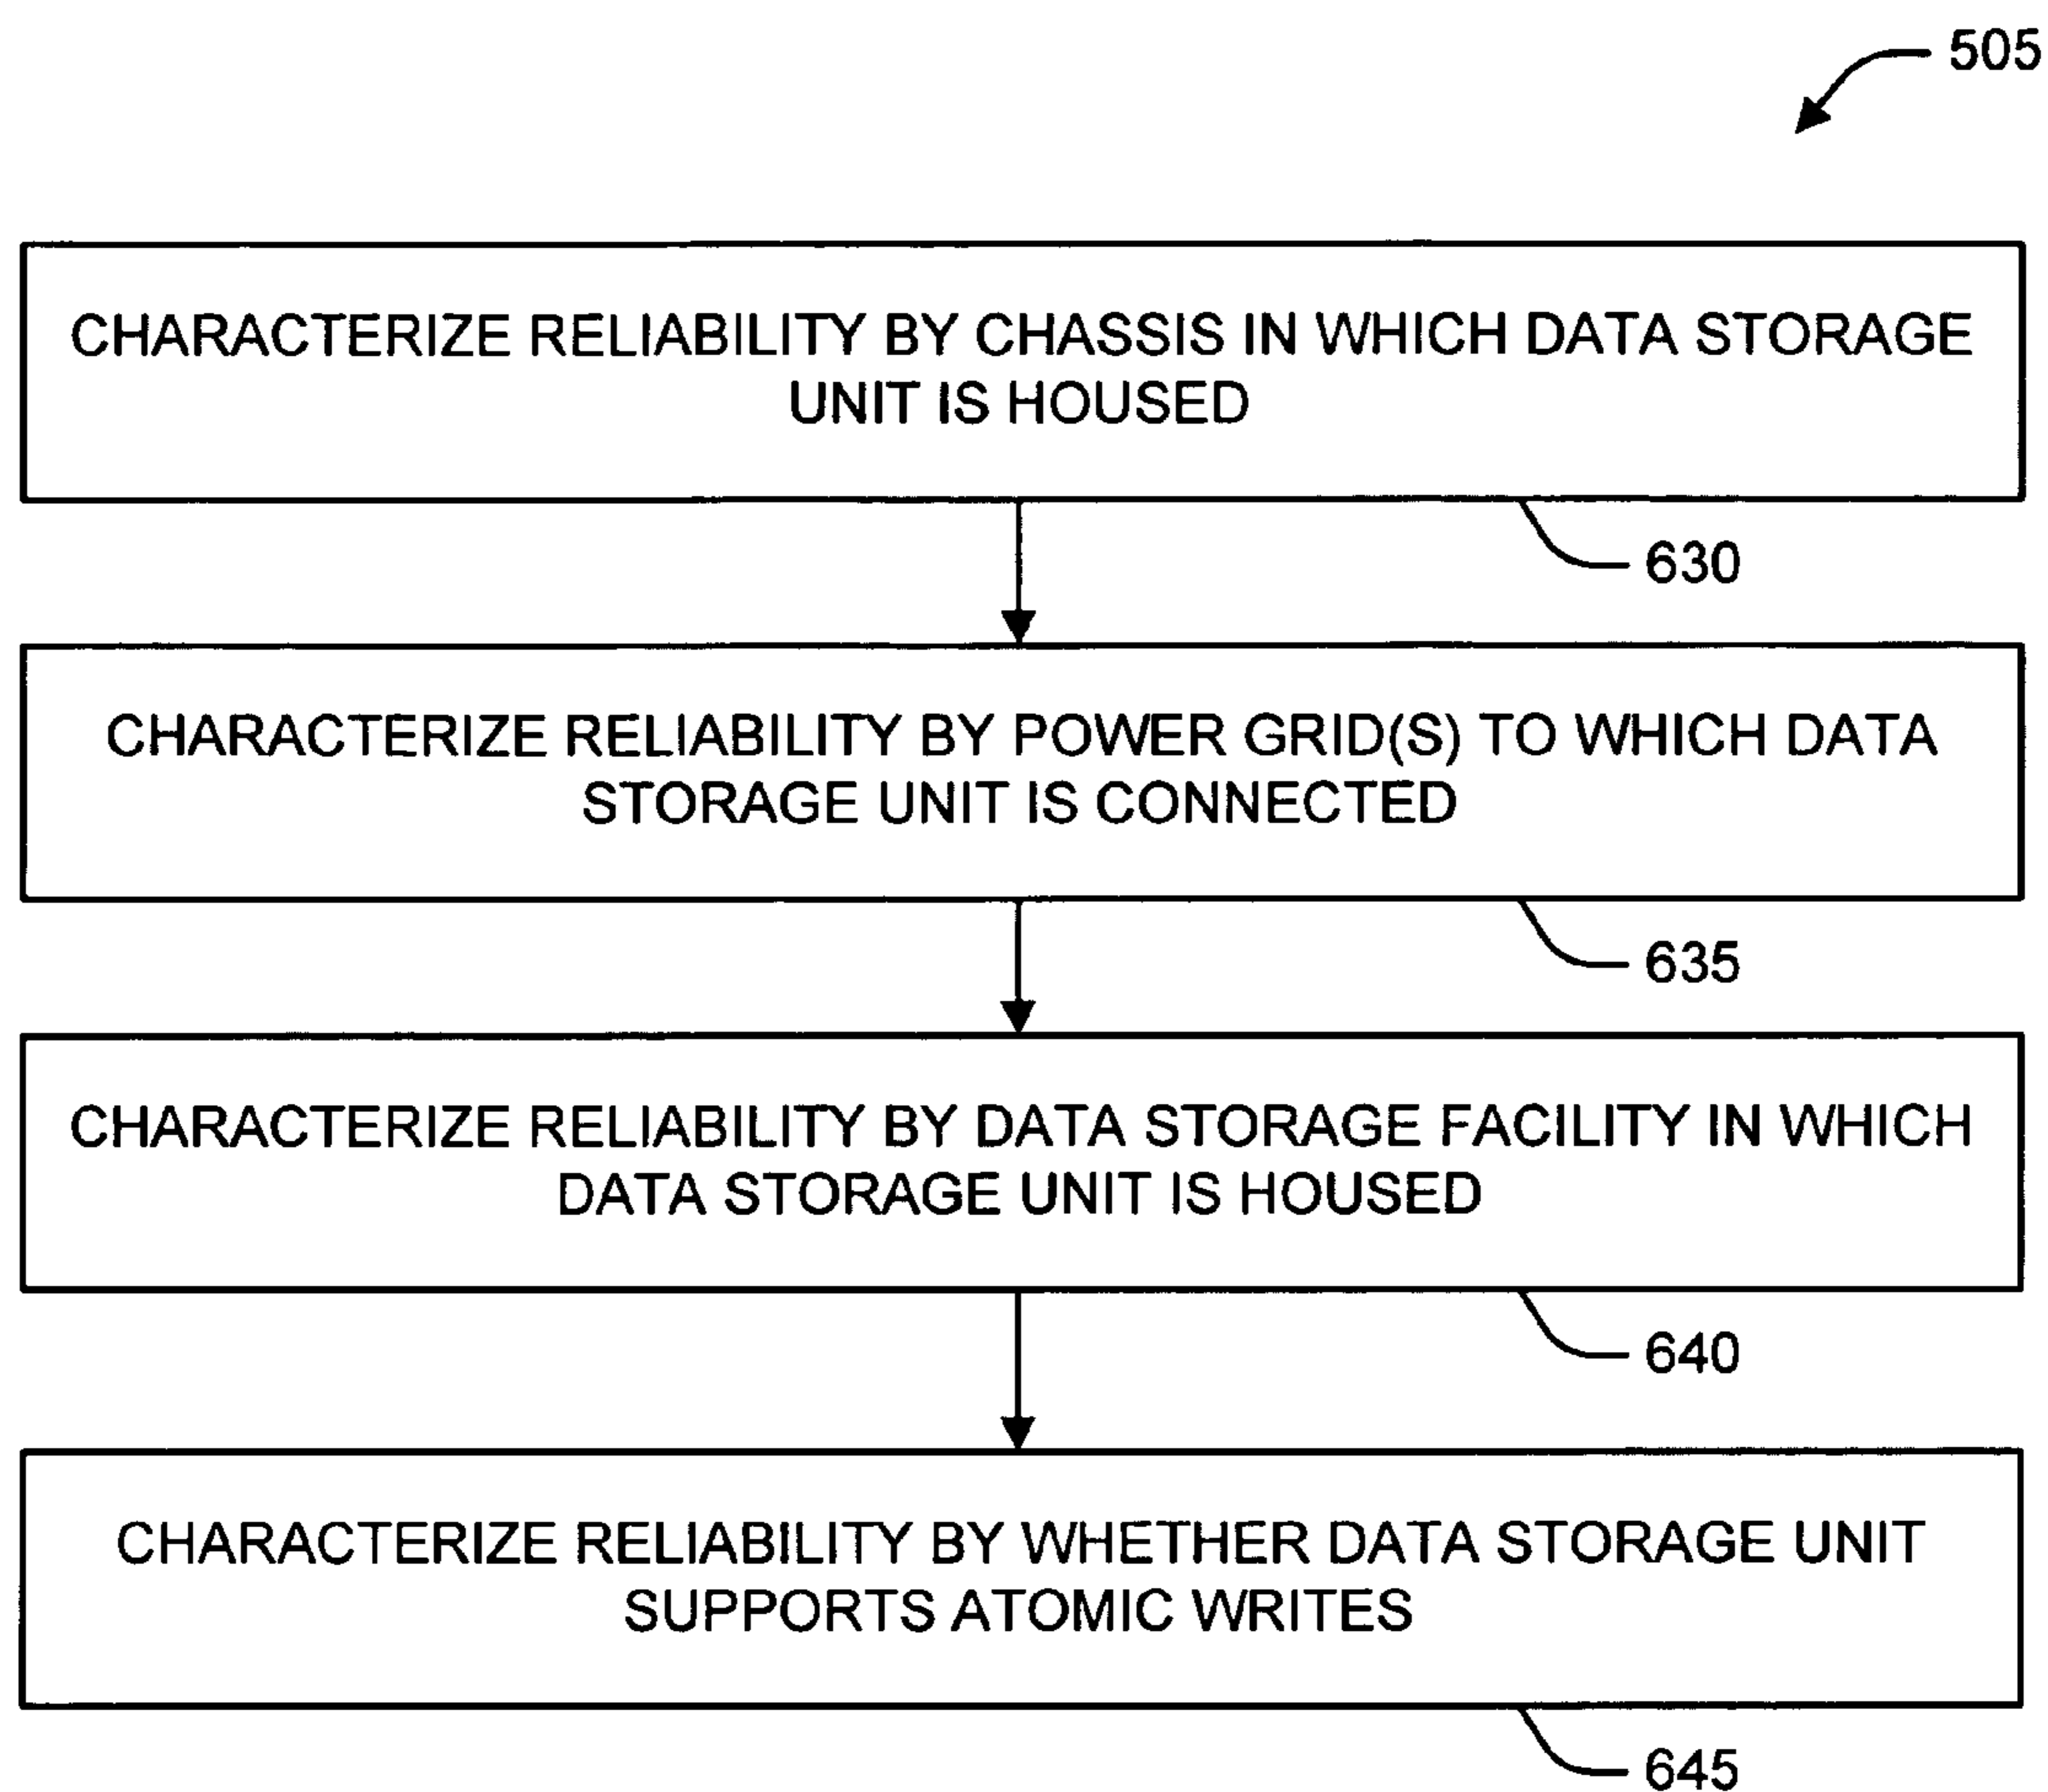 505
CHARACTERIZE RELIABILITY BY CHASSIS IN WHICH DATA STORAGE
UNIT IS HOUSED
630
CHARACTERIZE RELIABILITY BY POWER GRID(S) TO WHICH DATA
STORAGE UNIT IS CONNECTED
635
CHARACTERIZE RELIABILITY BY DATA STORAGE FACILITY IN WHICH
DATA STORAGE UNIT IS HOUSED
640
CHARACTERIZE RELIABILITY BY WHETHER DATA STORAGE UNIT
SUPPORTS ATOMIC WRITES
645